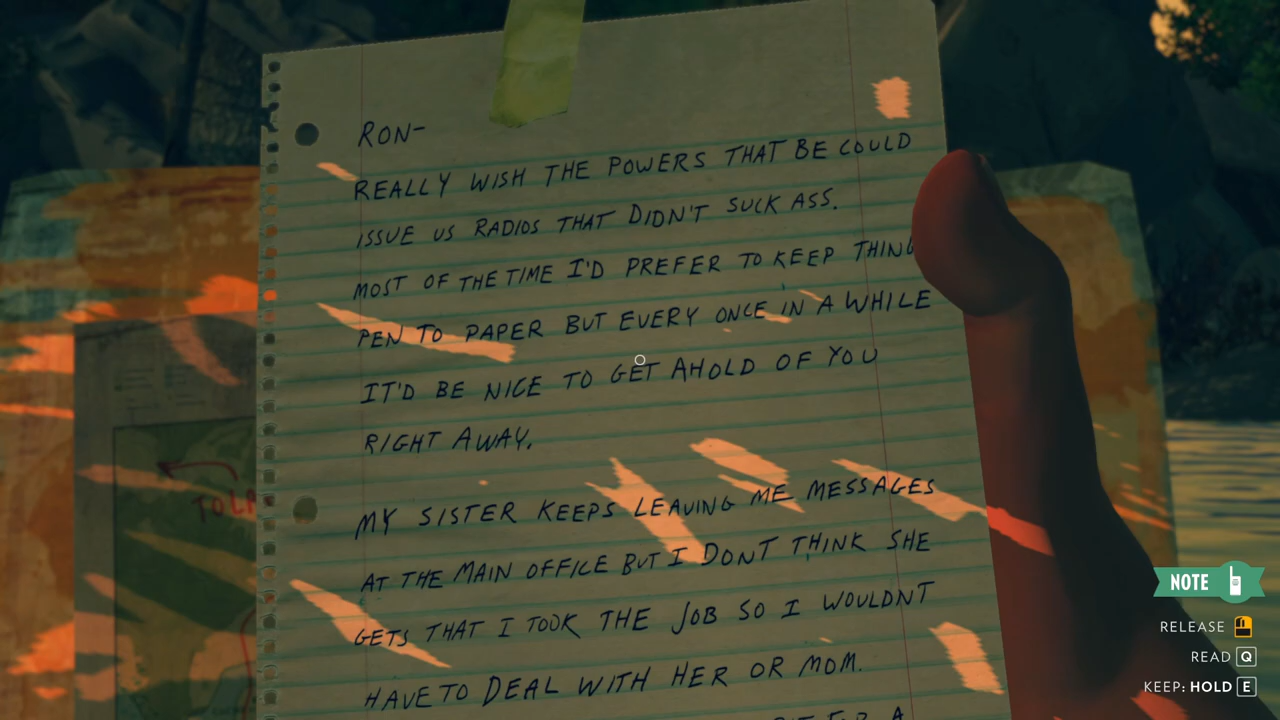 RON-
REALLY WISH THE POWERS THAT BE COULD
ISSUE US RADIOS THAT DIDN'T SUCK ASS.
MOST OF THE TIME I'D PREFER TO KEEP THING
PEN TO PAPER BUT EVERY ONCE IN A WHILE
IT'D BE NICE TO GET AHOLD OF YOU
RIGHT AWAY.
MY SISTER KEEPS LEAVING ME MESSAGES
AT THE MAIN OFFICE BUT I DONT THINK SHE
GETS THAT I TOOK THE JOB SO I WOULDNT
HAVE TO DEAL WITH HER OR MOM.
FOR A
TO LA
NOTE
RELEASE
READ Q
KEEP: HOLD E